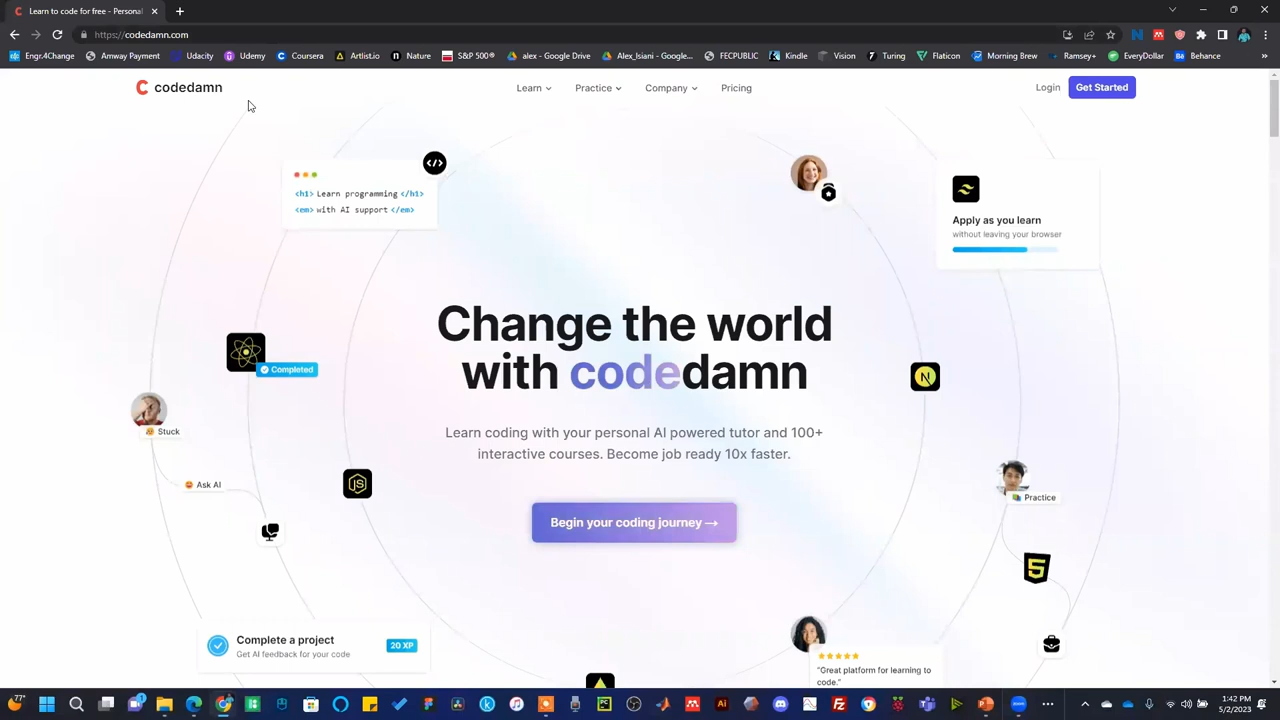 Learn to code for free - Personal
https://codedamn.com
Engr.4Change
Amway Payment
Udacity
Udemy
Coursera
Artlist.io
Nature
S&P 500®
alex - Google Drive
Alex_Isiani - Google...
FECPUBLIC
Kindle
Vision
Turing
Flaticon
Morning Brew
Ramsey+
EveryDollar
Behance
codedamn
Learn
Practice
Company
Pricing
Login
Get Started
<h1> Learn programming </h1>
<em> with AI support </em>
Apply as you learn
without leaving your browser
Change the world
with codedamn
Completed
Stuck
Learn coding with your personal AI powered tutor and 100+
interactive courses. Become job ready 10x faster.
Ask AI
Practice
Begin your coding journey →
Complete a project
Get AI feedback for your code
20 XP
"Great platform for learning to
code."
77°
1:42 PM
5/2/2023